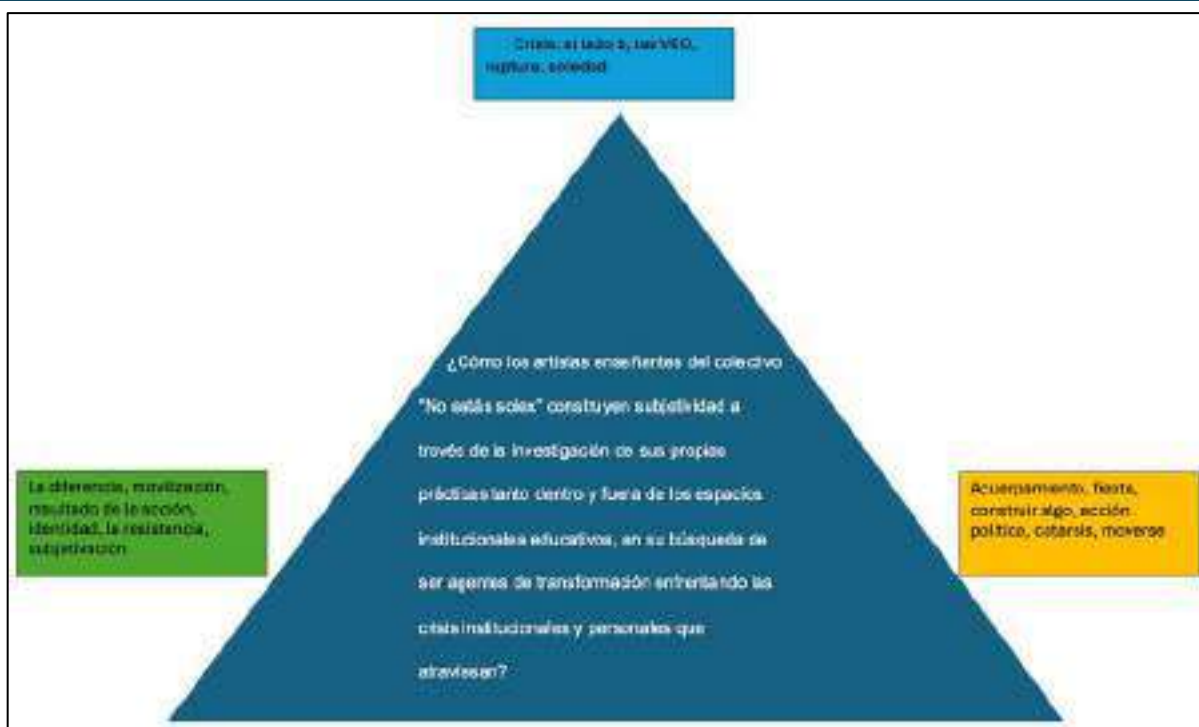 Crisis, el lado b, las VEO,
ruptura, soledad
¿Cómo los artistas enseñantes del colectivo
"No estás solex" construyen subjetividad a
través de la investigación de sus propias
prácticas tanto dentro y fuera de los espacios
institucionales educativos, en su búsqueda de
ser agentes de transformación enfrentando las
crisis institucionales y personales que
atraviesan?
La diferencia, movilización,
resultado de la acción,
identidad, la resistencia,
subjetivación
Acuerpamiento, fiesta,
construir algo, acción
política, catarsis, moverse